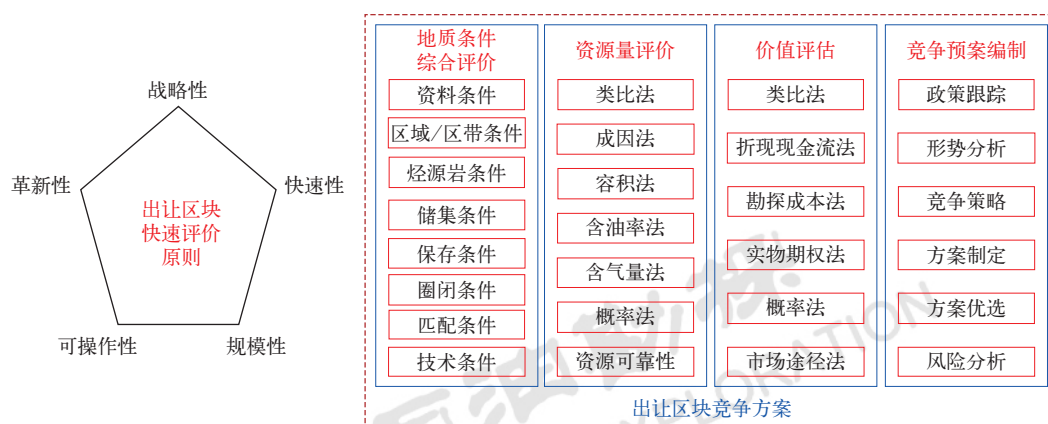 战略性
革新性
快速性
出让区块
快速评价
原则
可操作性
规模性
地质条件
综合评价
资料条件
区域/区带条件
烃源岩条件
储集条件
保存条件
圈闭条件
匹配条件
技术条件
资源量评价
类比法
成因法
容积法
含油率法
含气量法
概率法
资源可靠性
价值评估
类比法
折现现金流法
勘探成本法
实物期权法
概率法
市场途径法
竞争预案编制
政策跟踪
形势分析
竞争策略
方案制定
方案优选
风险分析
出让区块竞争方案